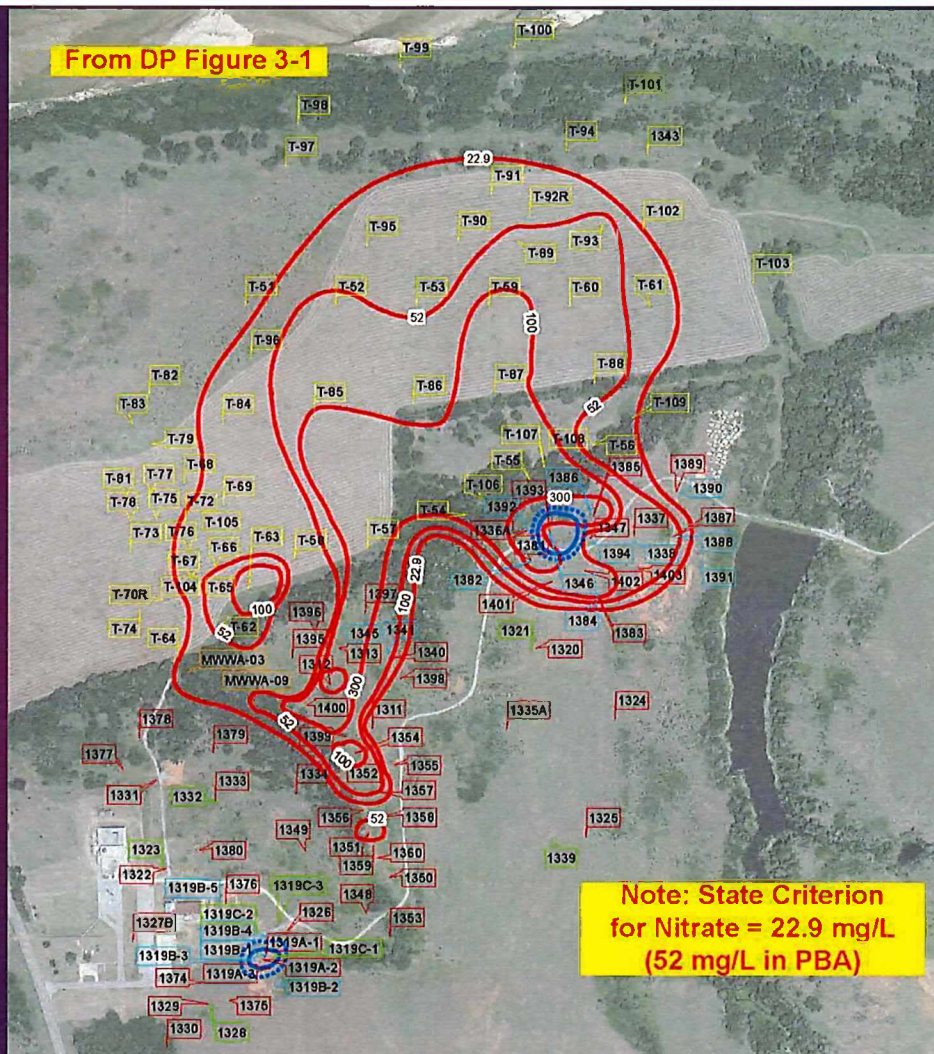 T-100
T-99
From DP Figure 3-1
T-101
T-98
T-94
1343
T-97
22.9
T-91
T-92R
T-102
T-90
T-95
T-93
T-89
T-103
T-51
T-52
T-53
T-59
T-60
T-61
52
100
T-96
T-88
T-82
T-87
T-86
T-85
T-83
T-84
52
T-109
T-107
T-108
T-79
T-56
T-68
T-55
1385
1389
T-81
T-77
1386
T-69
T-106
1393
1390
T-78
T-75
T-72
300
1392
T-54
T-105
1387
T-73
T-76
T-63
T-57
1336A
1347
1337
T-66
T-50
1381
1388
T-67
1394
1338
22.9
T-70R
T-104
T-65
1382
1346
1402
1403
1391
100
1397
100
1401
52
1396
T-62
1384
T-74
T-64
1395
1345
1341
1321
1383
1313
1340
1320
MWWA-03
1312
1398
MWWA-09
300
1324
1400
1311
1335A
52
1378
1379
1399
1354
100
1377
1352
1355
1333
1334
1331
1332
1357
1356
1358
52
1325
1349
1323
1380
1351
1360
1339
1322
1359
1350
1319B-5
1376
1319C-3
1348
Note: State Criterion
for Nitrate = 22.9 mg/L
(52 mg/L in PBA)
1319C-2
1326
1353
1327B
1319B-4
1319A-1
1319B-1
1319C-1
1319B-3
1319A-3
1319A-2
1374
1319B-2
1329
1375
1330
1328